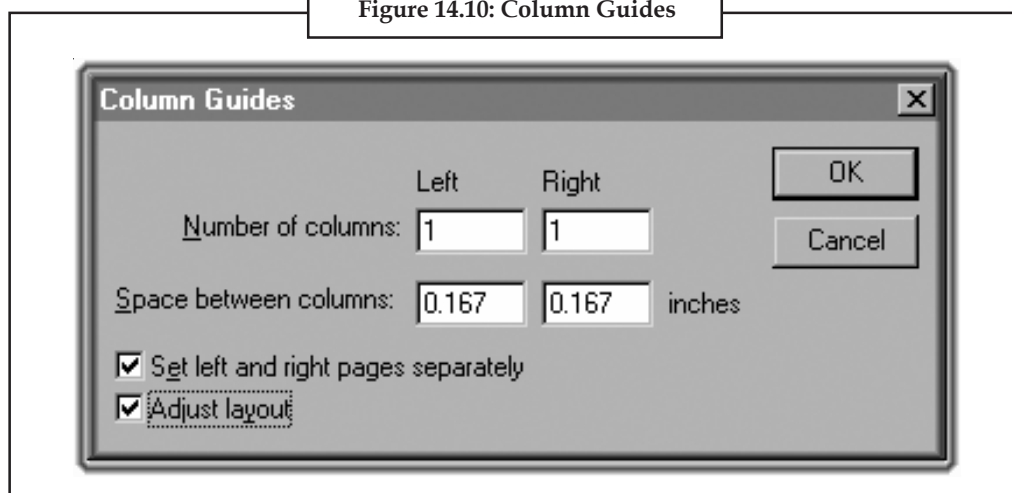 Figure 14.10: Column Guides
Column Guides
Left Right
Number of columns: 1 1
Space between columns: 0.167 0.167 inches
Set left and right pages separately
Adjust layout
OK
Cancel